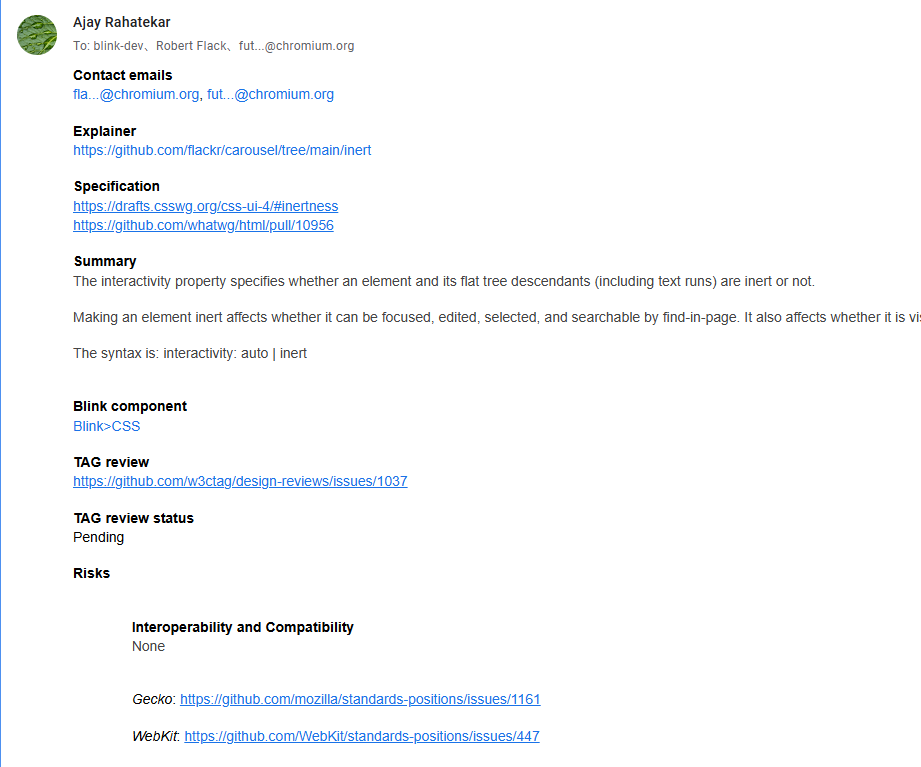 Ajay Rahatekar
To: blink-dev、Robert Flack、fut...@chromium.org
Contact emails
fla...@chromium.org, fut...@chromium.org
Explainer
https://github.com/flackr/carousel/tree/main/inert
Specification
https://drafts.csswg.org/css-ui-4/#inertness
https://github.com/whatwg/html/pull/10956
Summary
The interactivity property specifies whether an element and its flat tree descendants (including text runs) are inert or not.
Making an element inert affects whether it can be focused, edited, selected, and searchable by find-in-page. It also affects whether it is
The syntax is: interactivity: auto | inert
Blink component
Blink>CSS
TAG review
https://github.com/w3ctag/design-reviews/issues/1037
TAG review status
Pending
Risks
Interoperability and Compatibility
None
Gecko: https://github.com/mozilla/standards-positions/issues/1161
WebKit: https://github.com/WebKit/standards-positions/issues/447